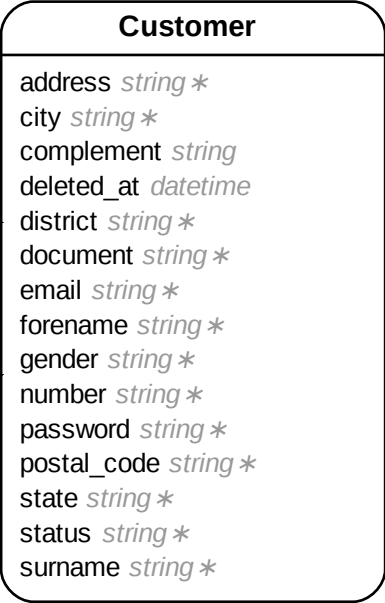 Customer
address string ∗
city string ∗
complement string
deleted_at datetime
district string ∗
document string ∗
email string ∗
forename string ∗
gender string ∗
number string ∗
password string ∗
postal_code string ∗
state string ∗
status string ∗
surname string ∗